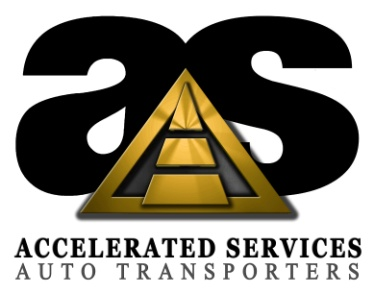 as
ACCELERATED SERVICES
AUTO TRANSPORTERS